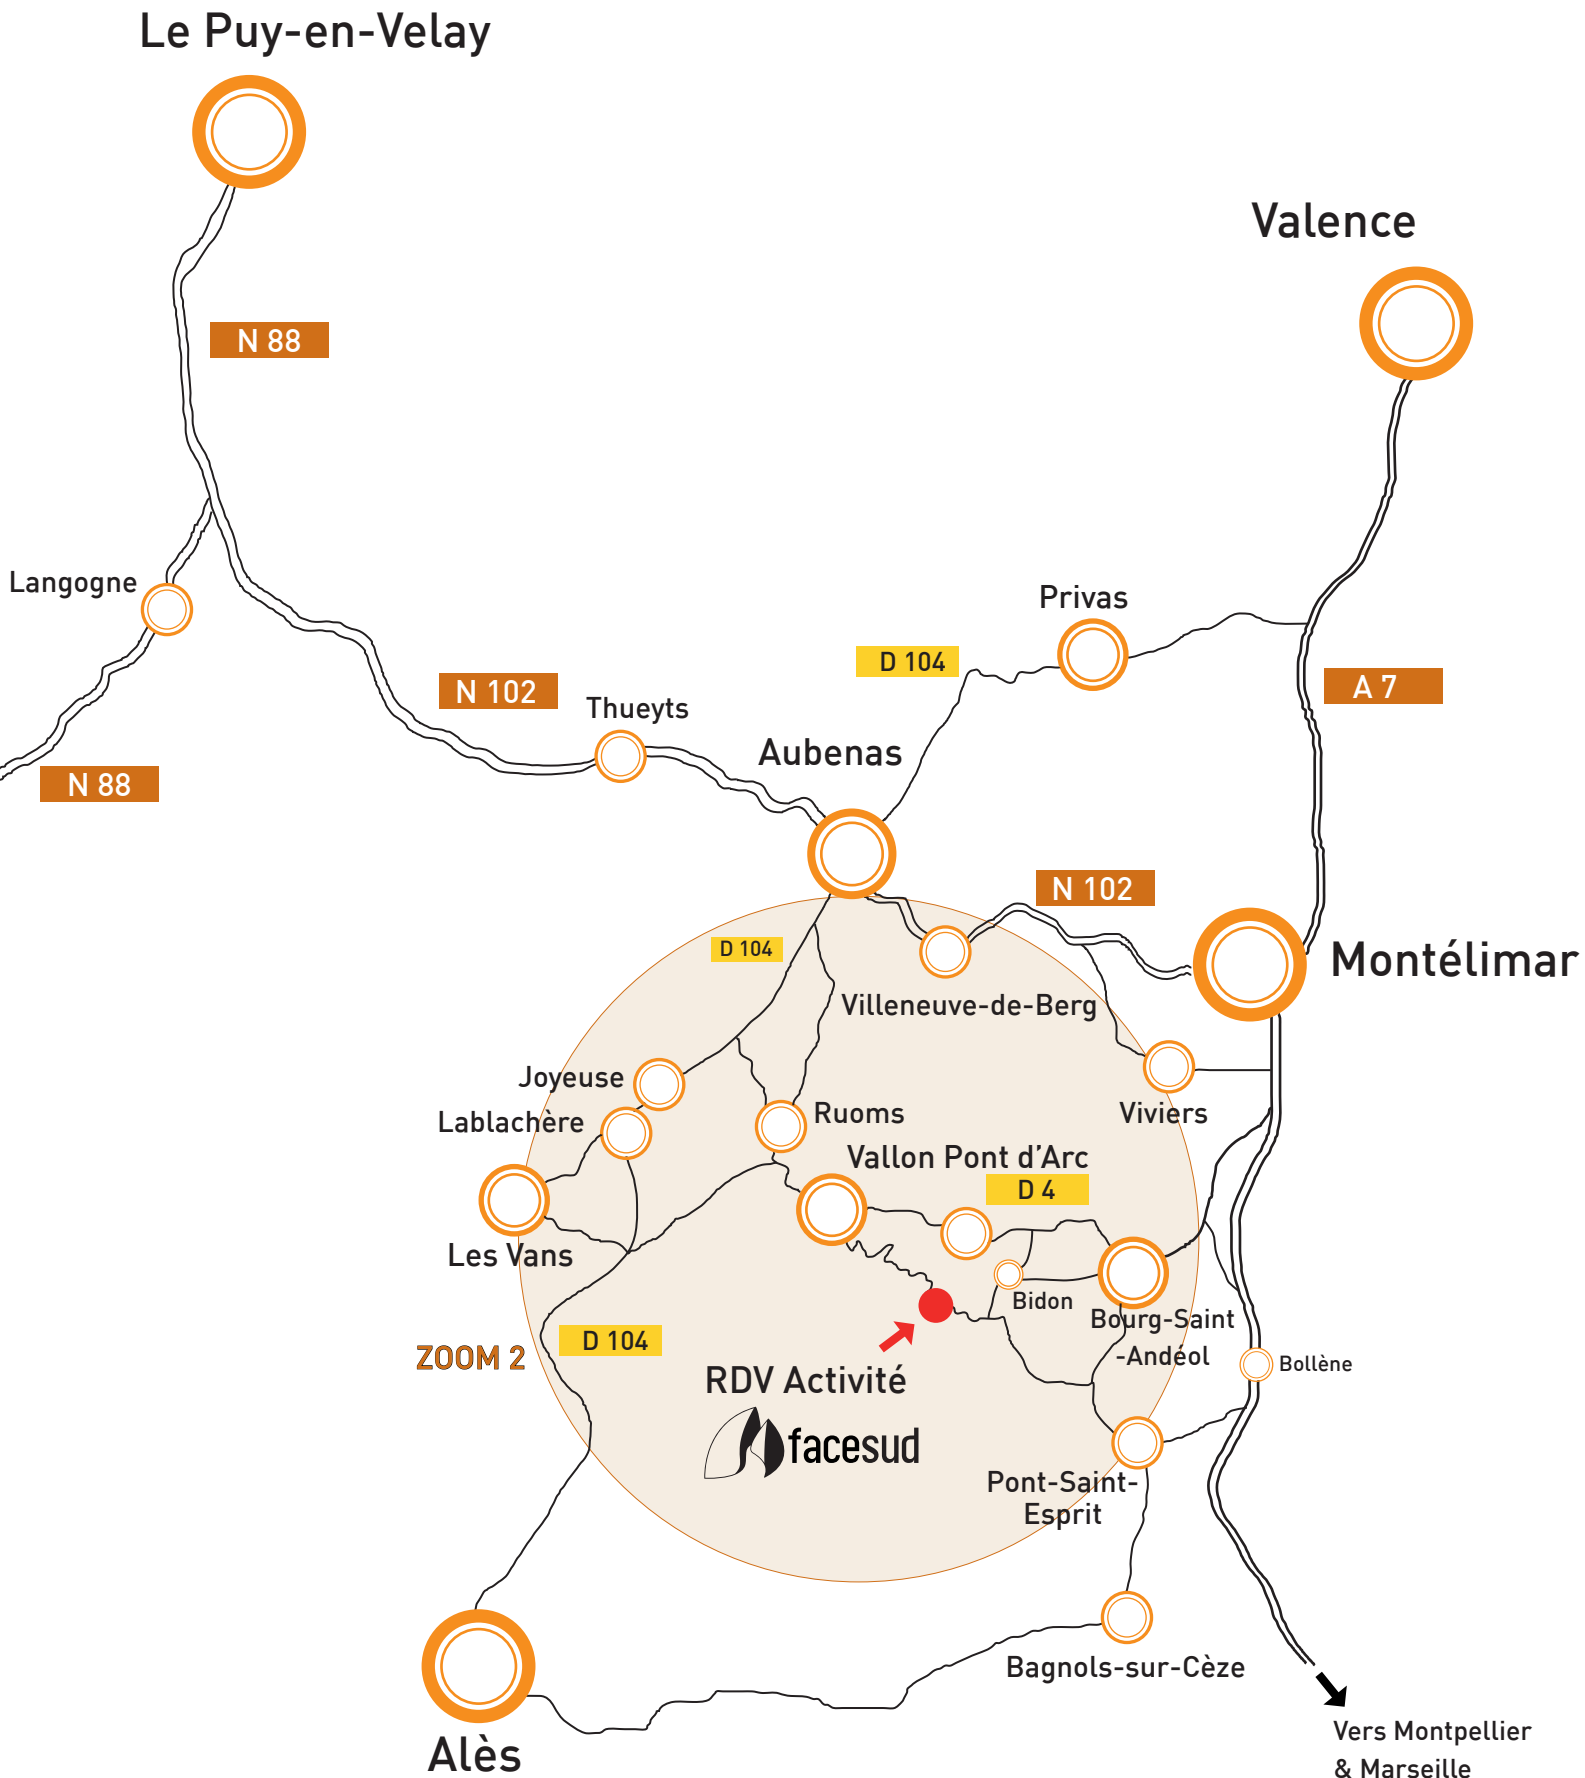 Le Puy-en-Velay
Valence
N 88
Langogne
Privas
D 104
N 102
A 7
Thueyts
Aubenas
N 88
N 102
D 104
Montélimar
Villeneuve-de-Berg
Joyeuse
Lablachère
Ruoms
Viviers
Vallon Pont d'Arc
D 4
Les Vans
Bidon
Bourg-Saint
-Andéol
D 104
ZOOM 2
Bollène
RDV Activité
facesud
Pont-Saint-
Esprit
Bagnols-sur-Cèze
Alès
Vers Montpellier
& Marseille